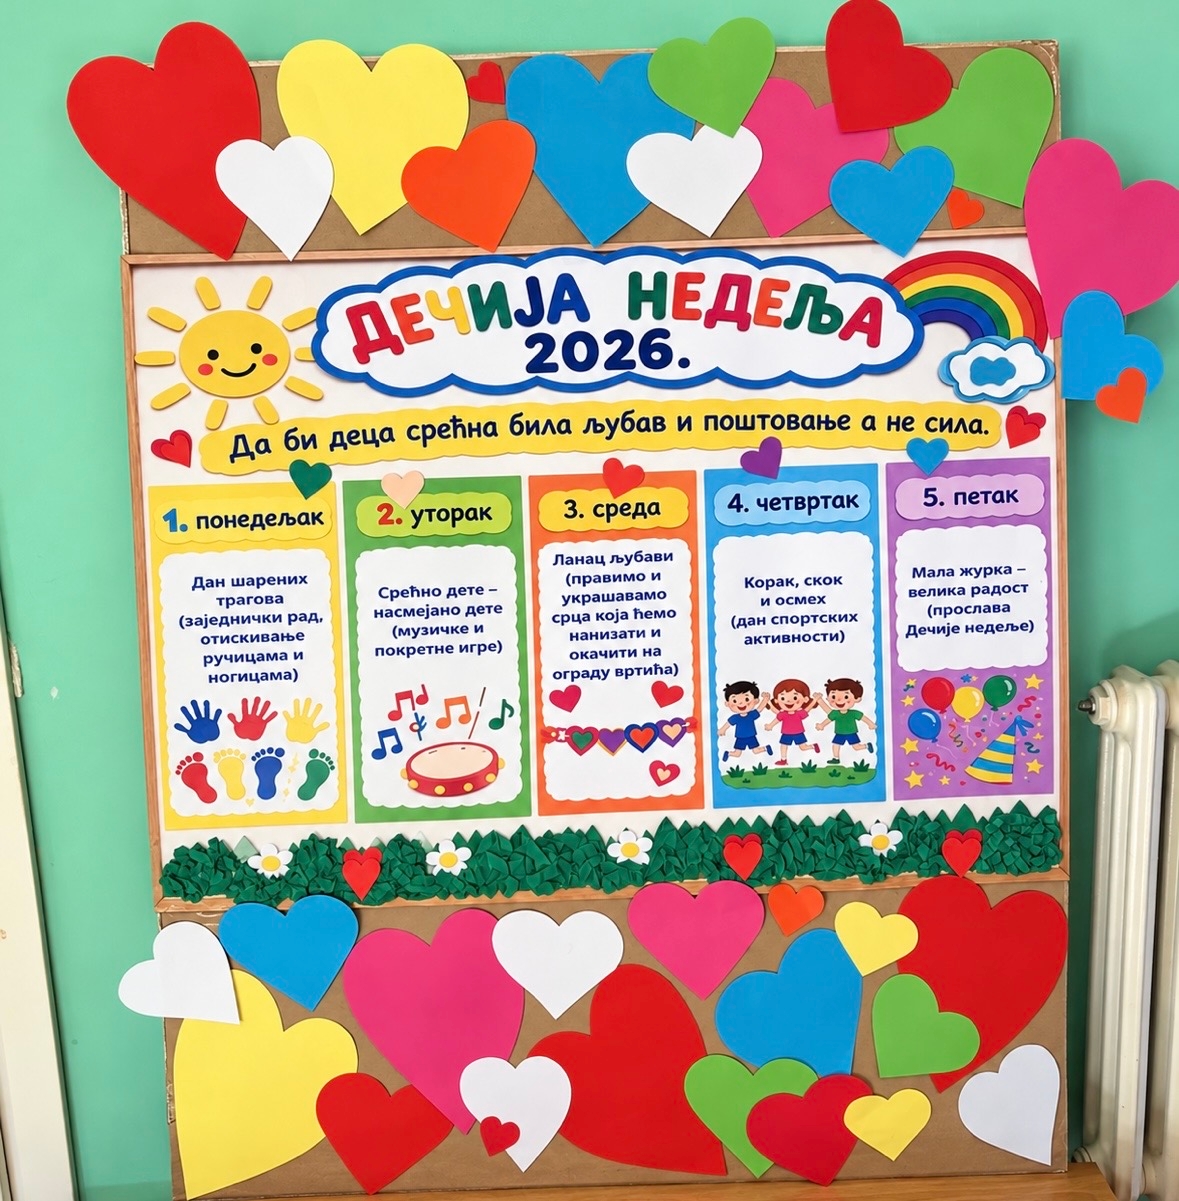 ДЕЧИЈА НЕДЕЉА
2026.
Да би деца срећна била љубав и поштовање а не сила.
1. понедељак
Дан шарених
трагова
(заједнички рад,
отискивање
ручицама и
ногицама)
2. уторак
Срећно дете –
насмејано дете
(музичке и
покретне игре)
3. среда
Ланац љубави
(правимо и
украшавамо
срца која ћемо
нанизати и
окачити на
ограду вртића)
4. четвртак
Корак, скок
и осмех
(дан спортских
активности)
5. петак
Мала журка –
велика радост
(прослава
Дечије недеље)